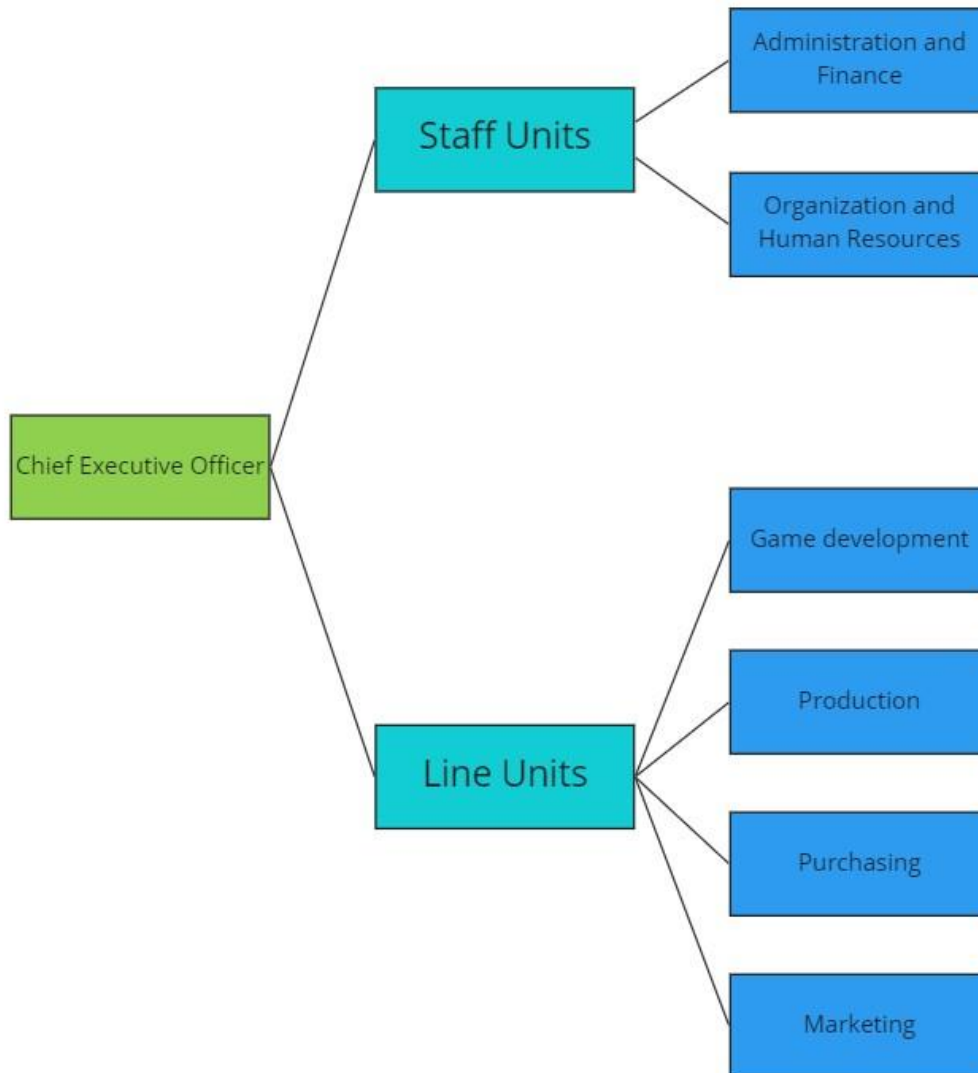 Administration and
Finance
Staff Units
Organization and
Human Resources
Chief Executive Officer
Game development
Production
Line Units
Purchasing
Marketing